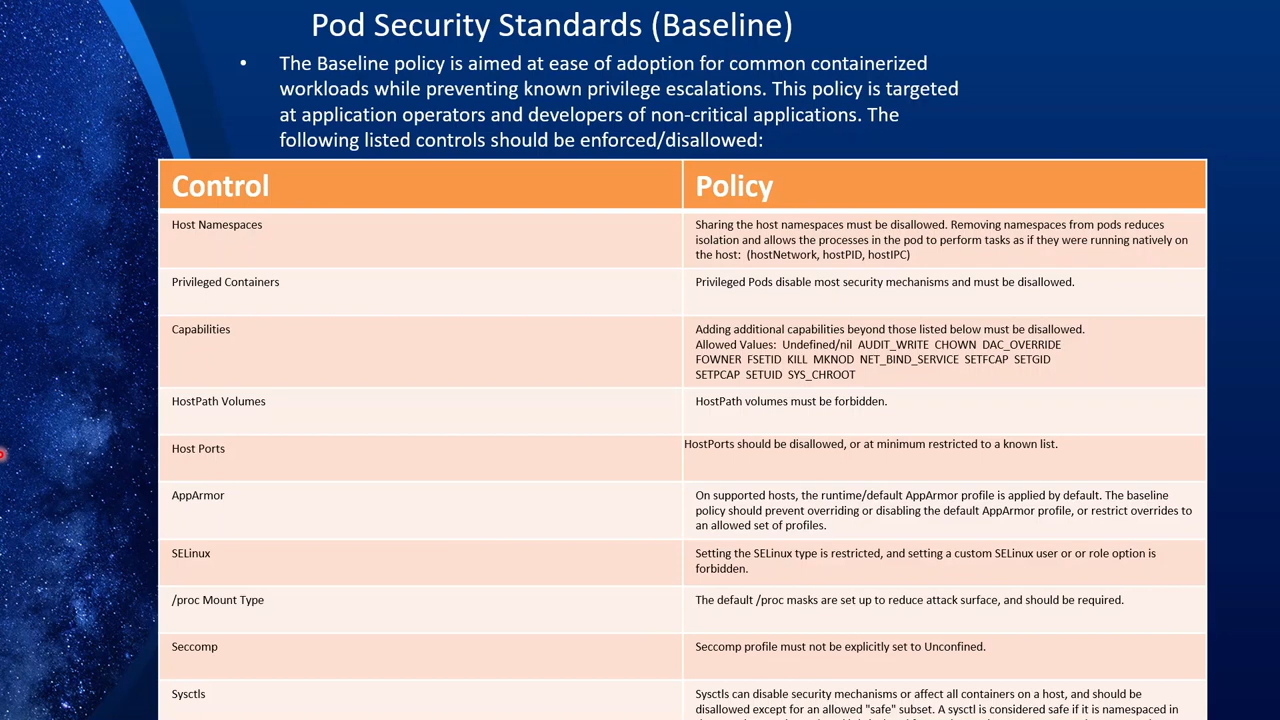 Pod Security Standards (Baseline)
• The Baseline policy is aimed at ease of adoption for common containerized
workloads while preventing known privilege escalations. This policy is targeted
at application operators and developers of non-critical applications. The
following listed controls should be enforced/disallowed:
Control
Policy
Host Namespaces
Sharing the host namespaces must be disallowed. Removing namespaces from pods reduces
isolation and allows the processes in the pod to perform tasks as if they were running natively on
the host: (hostNetwork, hostPID, hostIPC)
Privileged Containers
Privileged Pods disable most security mechanisms and must be disallowed.
Capabilities
Adding additional capabilities beyond those listed below must be disallowed.
Allowed Values: Undefined/nil AUDIT_WRITE CHOWN DAC_OVERRIDE
FOWNER FSETID KILL MKNOD NET_BIND_SERVICE SETFCAP SETGID
SETPCAP SETUID SYS_CHROOT
HostPath Volumes
HostPath volumes must be forbidden.
Host Ports
HostPorts should be disallowed, or at minimum restricted to a known list.
AppArmor
On supported hosts, the runtime/default AppArmor profile is applied by default. The baseline
policy should prevent overriding or disabling the default AppArmor profile, or restrict overrides to
an allowed set of profiles.
SELinux
Setting the SELinux type is restricted, and setting a custom SELinux user or or role option is
forbidden.
/proc Mount Type
The default /proc masks are set up to reduce attack surface, and should be required.
Seccomp
Seccomp profile must not be explicitly set to Unconfined.
Sysctls
Sysctls can disable security mechanisms or affect all containers on a host, and should be
disallowed except for an allowed "safe" subset. A sysctl is considered safe if it is namespaced in